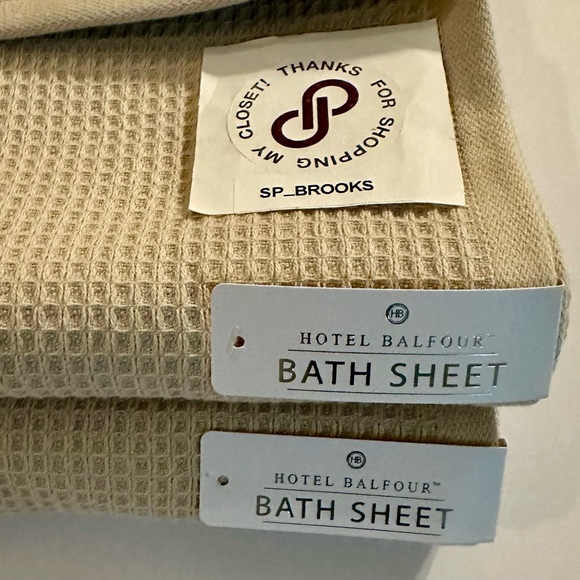 THANKS FOR SHOPPING MY CLOSET!
SP_BROOKS
HB
HOTEL BALFOUR™
BATH SHEET
HB
HOTEL BALFOUR™
BATH SHEET